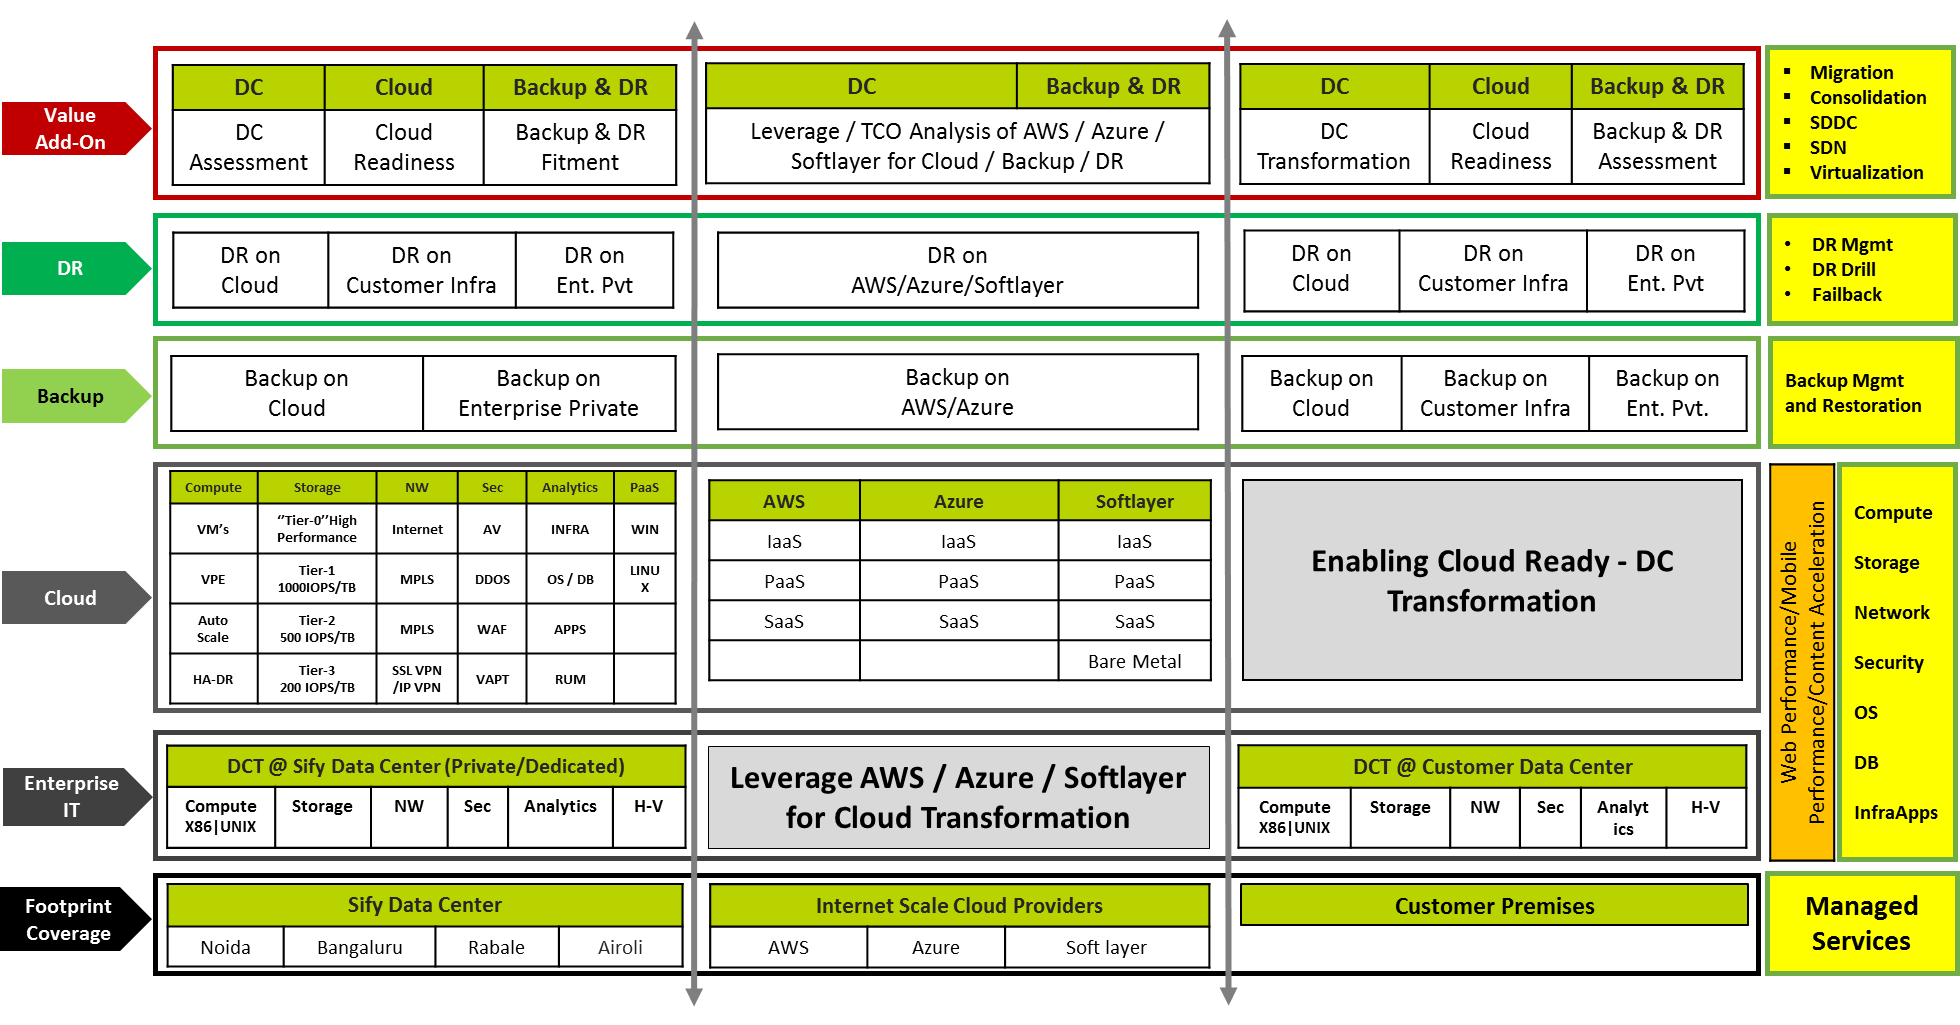 Value
Add-On
DC
Cloud
Backup & DR
DC
Assessment
Cloud
Readiness
Backup & DR
Fitment
DC
Backup & DR
Leverage / TCO Analysis of AWS / Azure /
Softlayer for Cloud / Backup / DR
DC
Cloud
Backup & DR
DC
Transformation
Cloud
Readiness
Backup & DR
Assessment
▪ Migration
▪ Consolidation
▪ SDDC
▪ SDN
▪ Virtualization
DR
DR on
Cloud
DR on
Customer Infra
DR on
Ent. Pvt
DR on
AWS/Azure/Softlayer
DR on
Cloud
DR on
Customer Infra
DR on
Ent. Pvt
• DR Mgmt
• DR Drill
• Failback
Backup
Backup on
Cloud
Backup on
Enterprise Private
Backup on
AWS/Azure
Backup on
Cloud
Backup on
Customer Infra
Backup on
Ent. Pvt.
Backup Mgmt
and Restoration
Cloud
Compute
Storage
NW
Sec
Analytics
PaaS
VM’s
‘’Tier-0’’High
Performance
Internet
AV
INFRA
WIN
VPE
Tier-1
1000IOPS/TB
MPLS
DDOS
OS / DB
LINU
X
Auto
Scale
Tier-2
500 IOPS/TB
MPLS
WAF
APPS
HA-DR
Tier-3
200 IOPS/TB
SSL VPN
/IP VPN
VAPT
RUM
AWS
Azure
Softlayer
IaaS
IaaS
IaaS
PaaS
PaaS
PaaS
SaaS
SaaS
SaaS
Bare Metal
Enabling Cloud Ready - DC
Transformation
Web Performance/Mobile
Performance/Content Acceleration
Compute
Storage
Network
Security
OS
DB
InfraApps
Enterprise
IT
DCT @ Sify Data Center (Private/Dedicated)
Compute
X86|UNIX
Storage
NW
Sec
Analytics
H-V
Leverage AWS / Azure / Softlayer
for Cloud Transformation
DCT @ Customer Data Center
Compute
X86|UNIX
Storage
NW
Sec
Analyt
ics
H-V
Footprint
Coverage
Sify Data Center
Noida
Bangaluru
Rabale
Airoli
Internet Scale Cloud Providers
AWS
Azure
Soft layer
Customer Premises
Managed
Services